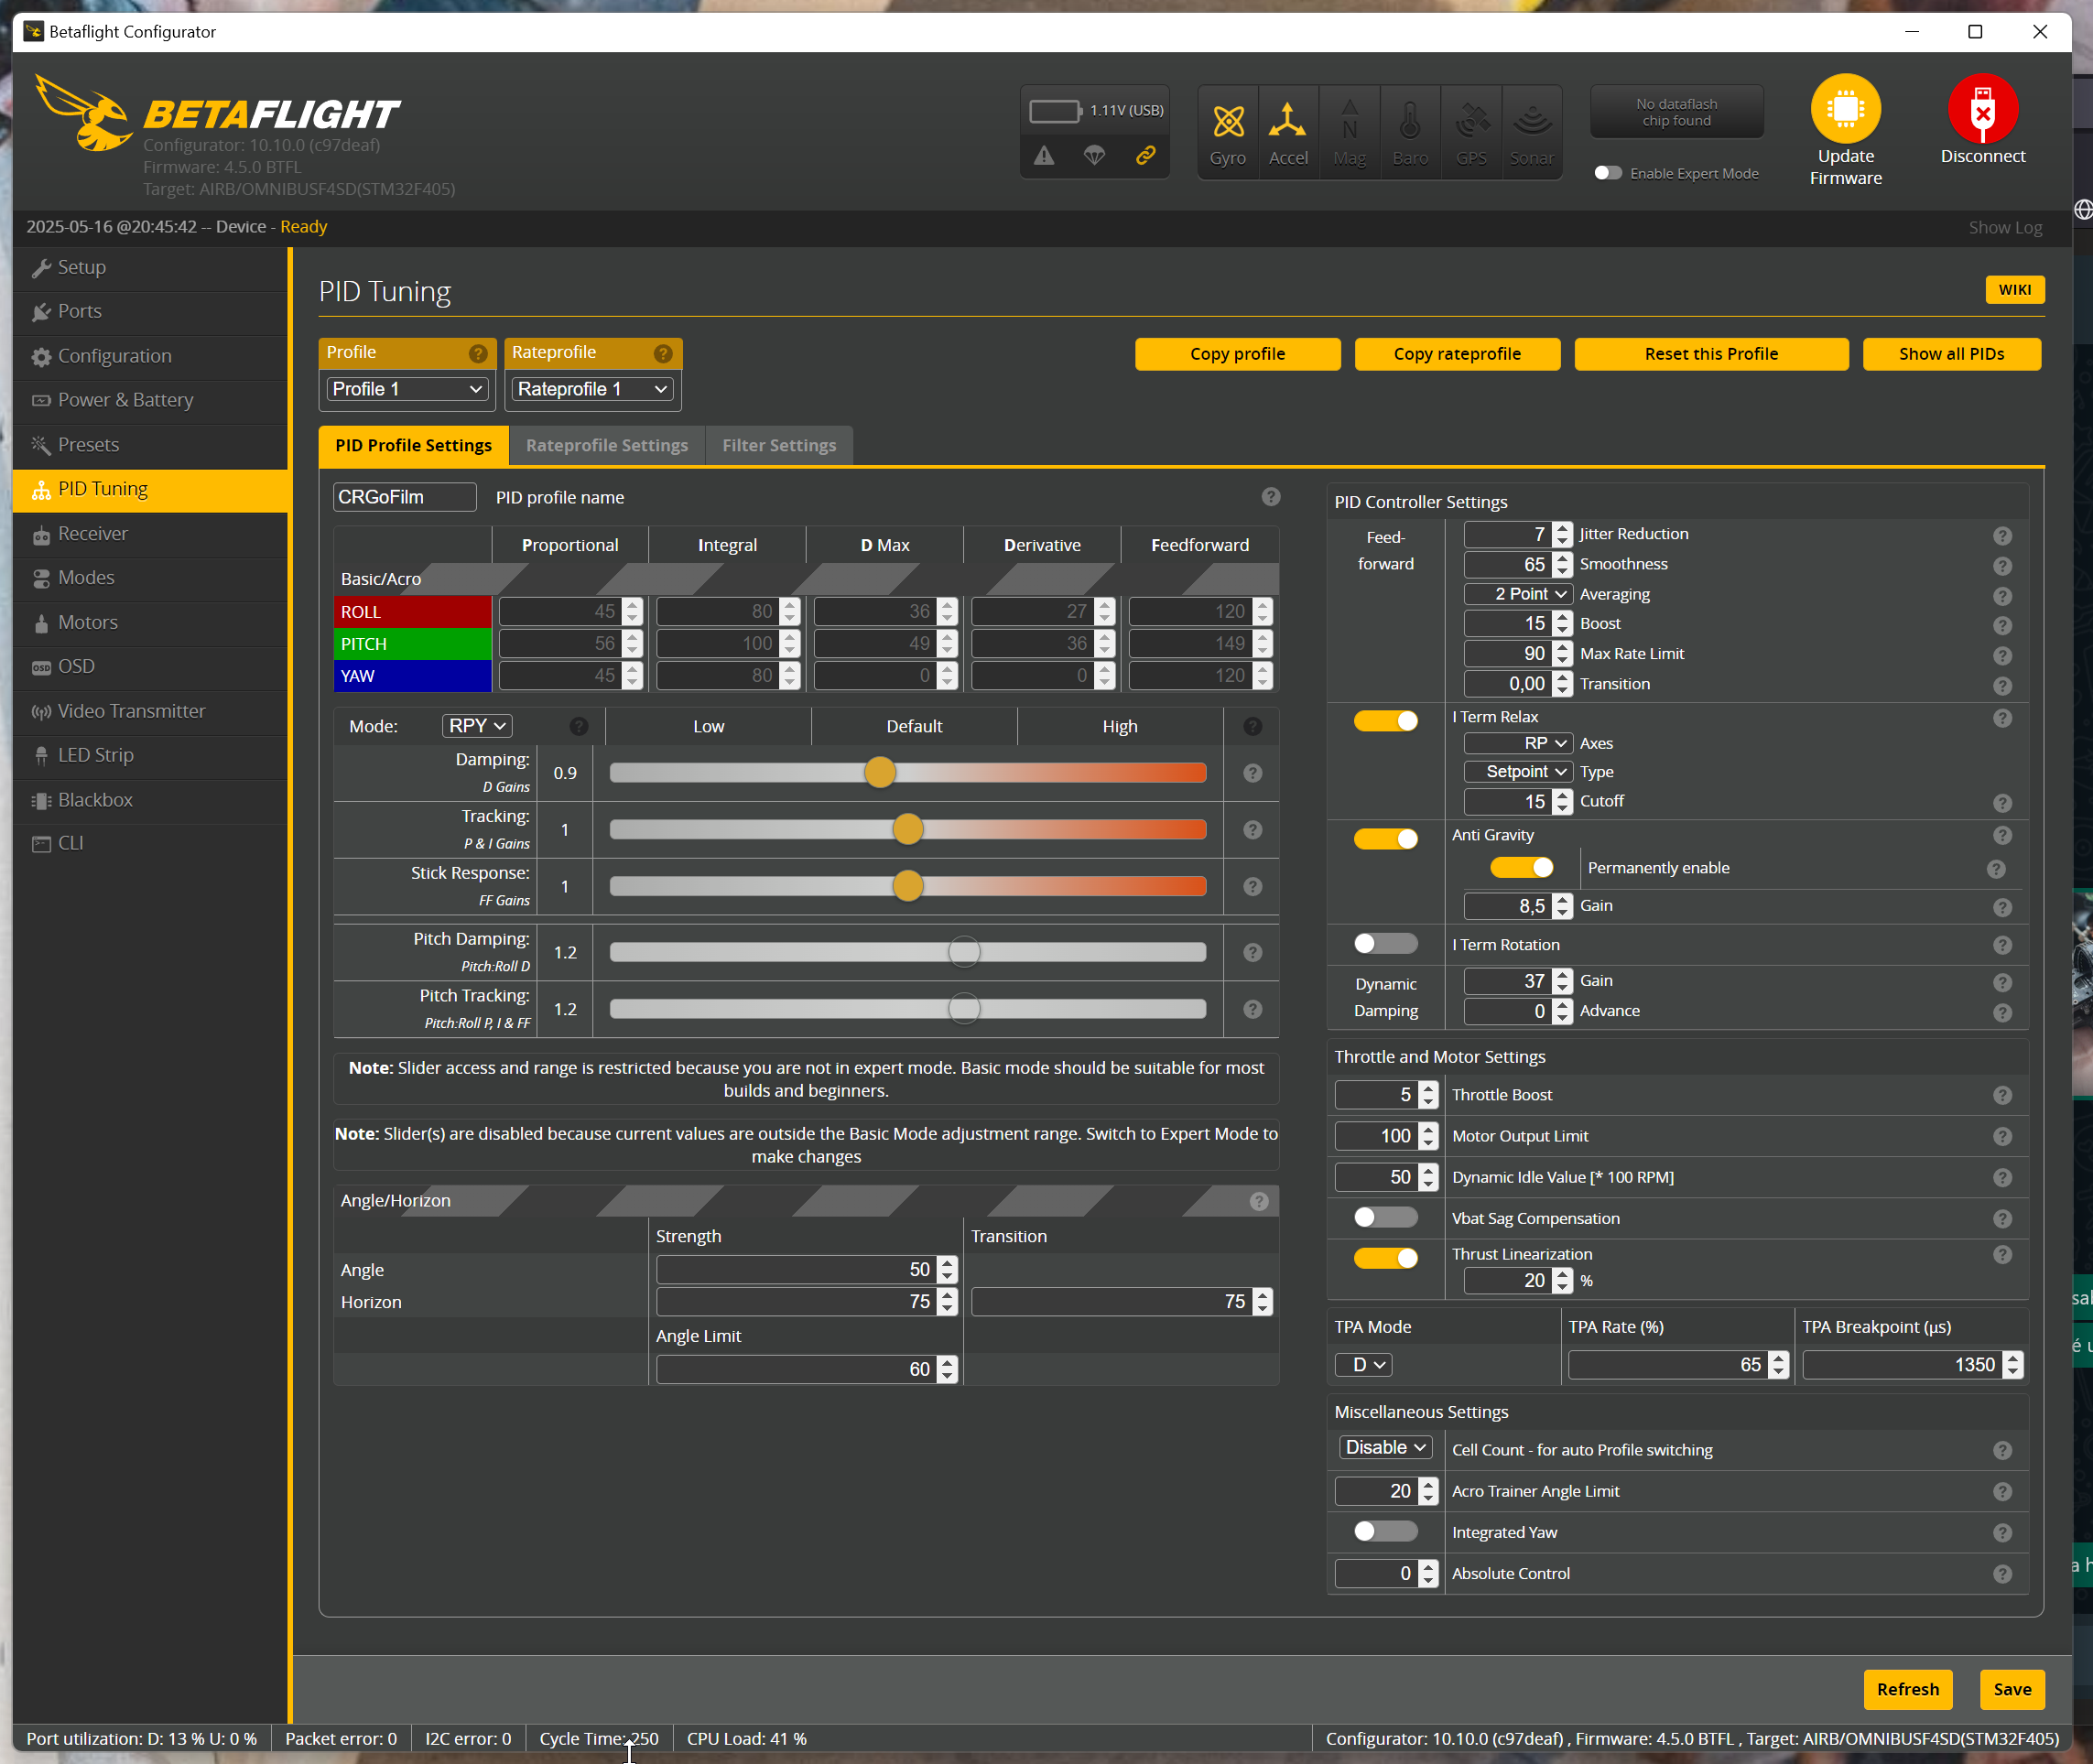 Betaflight Configurator
BETAFLIGHT
Configurator: 10.10.0 (c97deaf)
Firmware: 4.5.0 BTFL
Target: AIRB/OMNIBUSF4SD(STM32F405)
1.11V (USB)
Gyro Accel Mag Baro GPS Sonar
No dataflash
chip found
Enable Expert Mode
Update
Firmware
Disconnect
2025-05-16 @20:45:42 -- Device - Ready
Show Log
Setup
Ports
Configuration
Power & Battery
Presets
PID Tuning
Receiver
Modes
Motors
OSD
Video Transmitter
LED Strip
Blackbox
CLI
PID Tuning
WIKI
Profile
Profile 1
Rateprofile
Rateprofile 1
Copy profile
Copy rateprofile
Reset this Profile
Show all PIDs
PID Profile Settings
Rateprofile Settings
Filter Settings
CRGoFilm PID profile name
Proportional Integral D Max Derivative Feedforward
Basic/Acro
ROLL 45 80 36 27 120
PITCH 56 100 49 36 149
YAW 45 80 0 0 120
Mode: RPY Low Default High
Damping:
D Gains
0.9
Tracking:
P & I Gains
1
Stick Response:
FF Gains
1
Pitch Damping:
Pitch:Roll D
1.2
Pitch Tracking:
Pitch:Roll P, I & FF
1.2
Note: Slider access and range is restricted because you are not in expert mode. Basic mode should be suitable for most
builds and beginners.
Note: Slider(s) are disabled because current values are outside the Basic Mode adjustment range. Switch to Expert Mode to
make changes
Angle/Horizon
Strength Transition
Angle 50
Horizon 75 75
Angle Limit
60
PID Controller Settings
Feed-
forward
7 Jitter Reduction
65 Smoothness
2 Point Averaging
15 Boost
90 Max Rate Limit
0,00 Transition
I Term Relax
RP Axes
Setpoint Type
15 Cutoff
Anti Gravity
Permanently enable
8,5 Gain
I Term Rotation
Dynamic
Damping
37 Gain
0 Advance
Throttle and Motor Settings
5 Throttle Boost
100 Motor Output Limit
50 Dynamic Idle Value [* 100 RPM]
Vbat Sag Compensation
Thrust Linearization
20 %
TPA Mode TPA Rate (%) TPA Breakpoint (µs)
D 65 1350
Miscellaneous Settings
Disable Cell Count - for auto Profile switching
20 Acro Trainer Angle Limit
Integrated Yaw
0 Absolute Control
Refresh
Save
Port utilization: D: 13 % U: 0 % Packet error: 0 I2C error: 0 Cycle Time: 250 CPU Load: 41 %
Configurator: 10.10.0 (c97deaf) , Firmware: 4.5.0 BTFL , Target: AIRB/OMNIBUSF4SD(STM32F405)